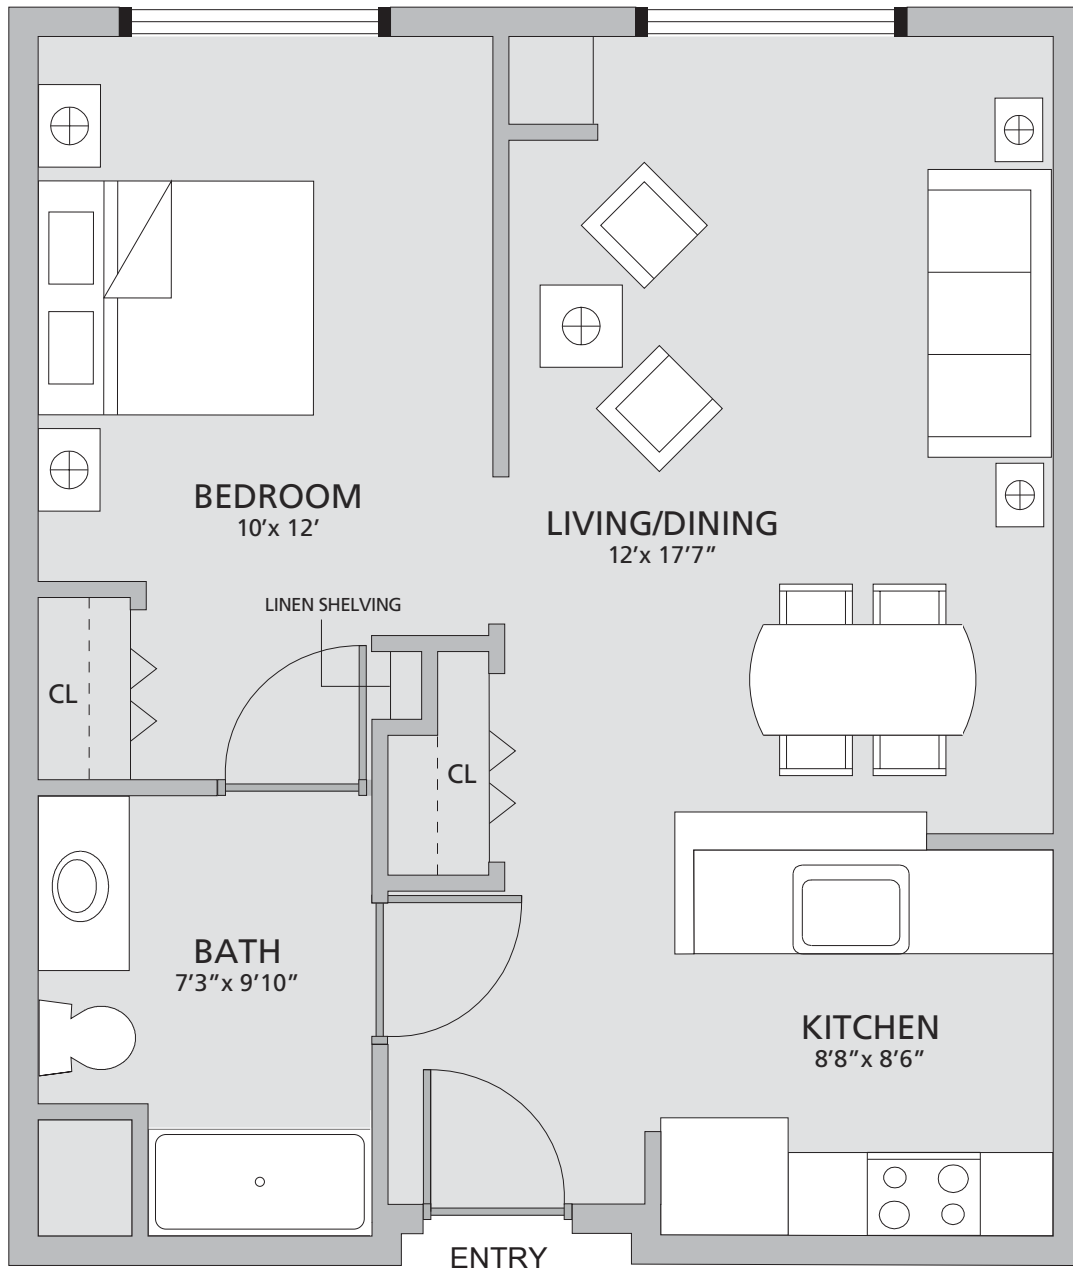 BEDROOM
10’x 12’
LIVING/DINING
12’x 17’7”
LINEN SHELVING
CL
CL
BATH
7’3”x 9’10”
KITCHEN
8’8”x 8’6”
ENTRY